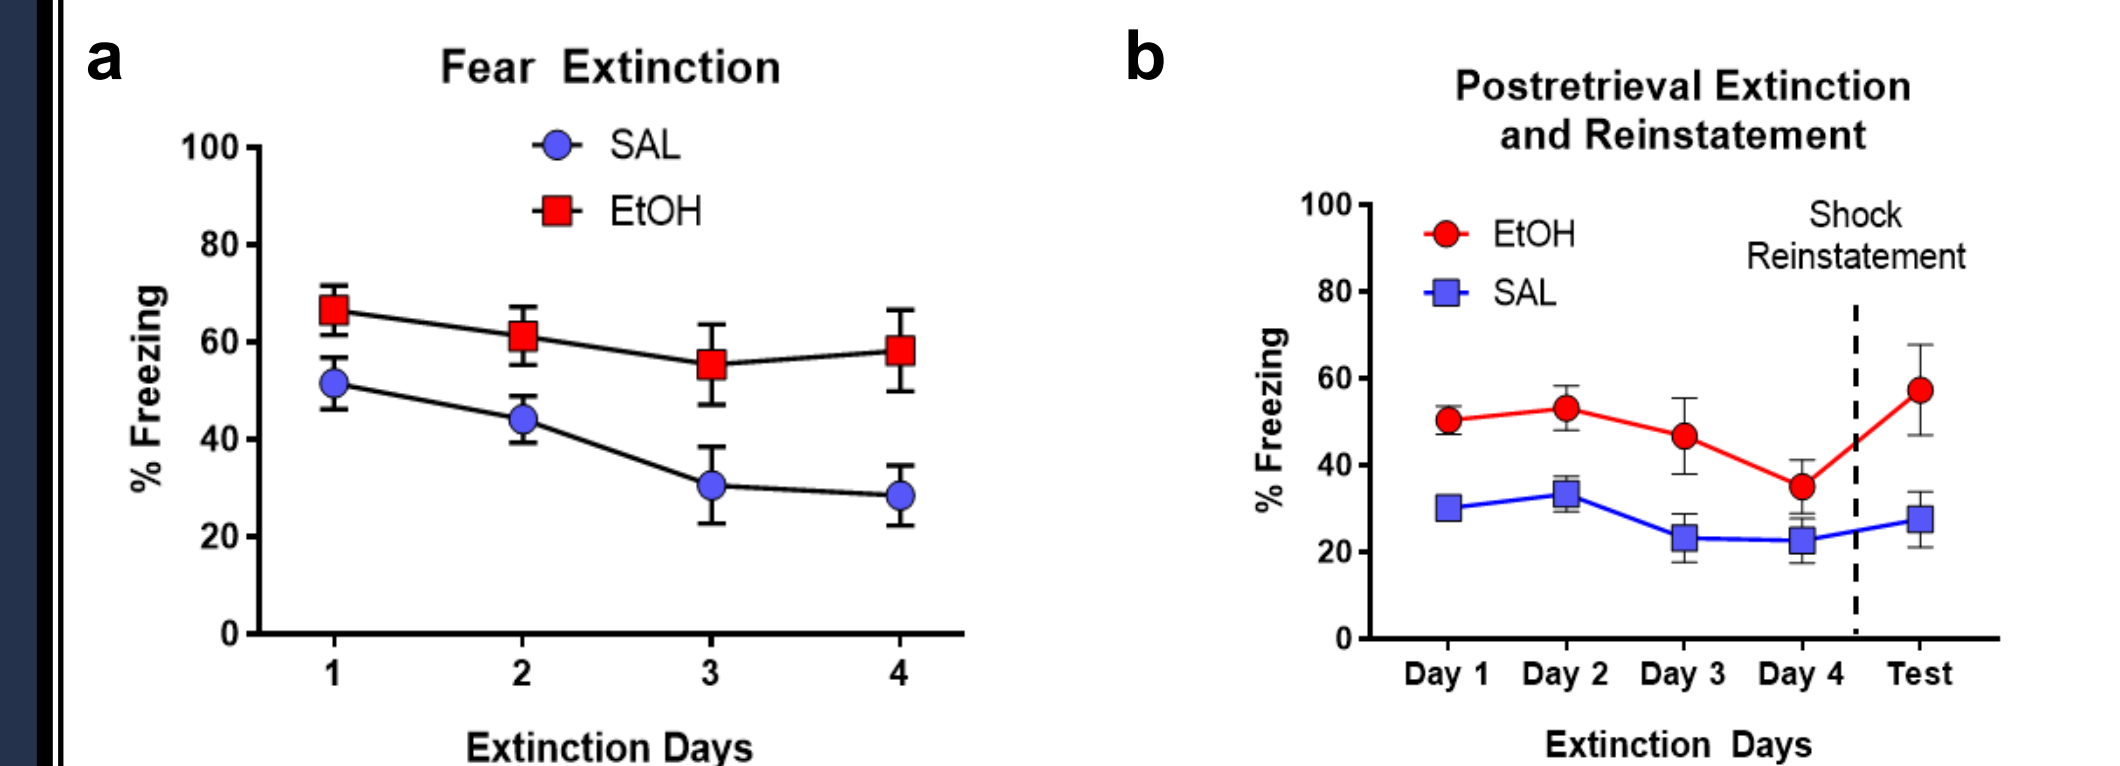 a
Fear Extinction
SAL
EtOH
100
80
60
40
20
0
% Freezing
1 2 3 4
Extinction Days
b
Postretrieval Extinction
and Reinstatement
EtOH
SAL
Shock
Reinstatement
100
80
60
40
20
0
% Freezing
Day 1 Day 2 Day 3 Day 4 Test
Extinction Days